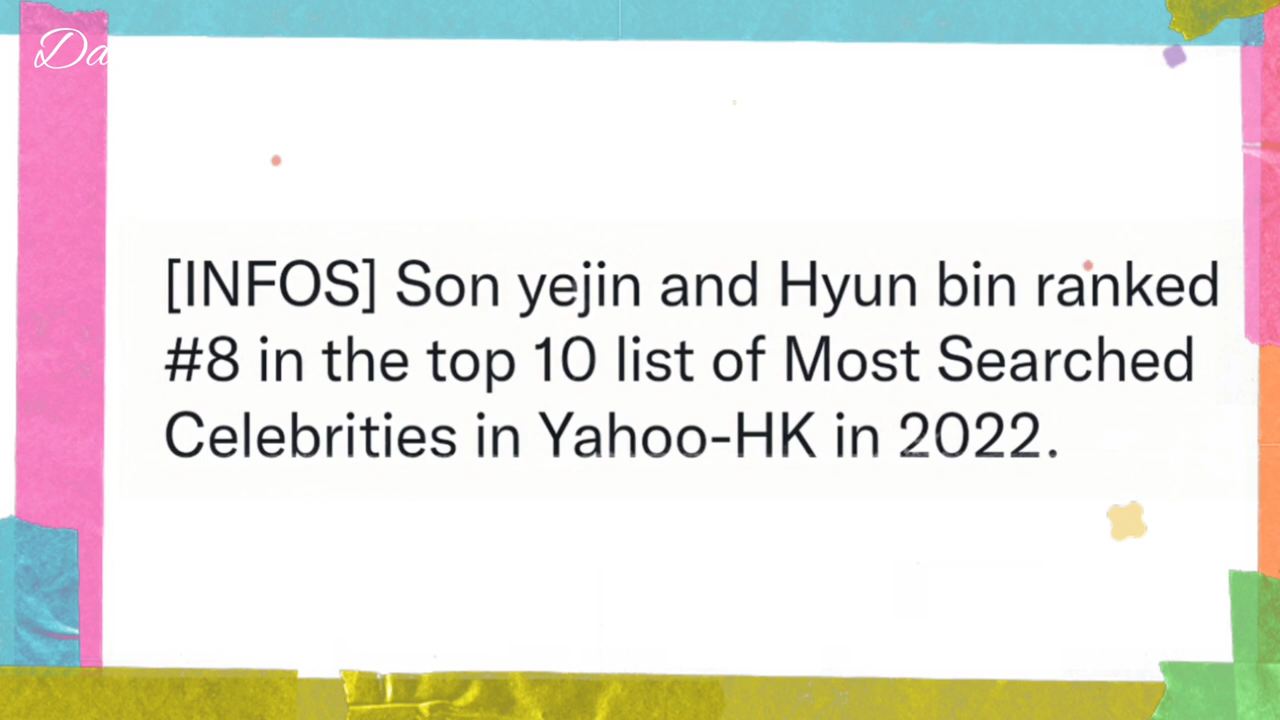 [INFOS] Son yejin and Hyun bin ranked
#8 in the top 10 list of Most Searched
Celebrities in Yahoo-HK in 2022.